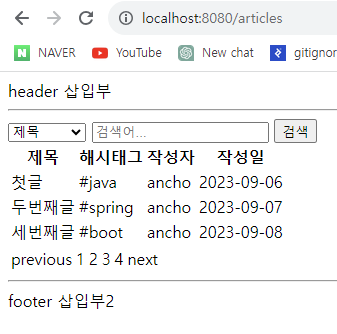 localhost:8080/articles
NAVER YouTube New chat gitignor
header 삽입부
제목 검색어... 검색
제목 해시태그 작성자 작성일
첫글 #java ancho 2023-09-06
두번째글 #spring ancho 2023-09-07
세번째글 #boot ancho 2023-09-08
previous 1 2 3 4 next
footer 삽입부2